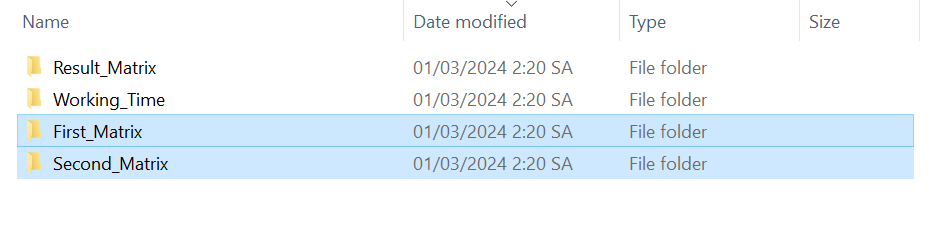 Name Date modified Type Size
Result_Matrix 01/03/2024 2:20 SA File folder
Working_Time 01/03/2024 2:20 SA File folder
First_Matrix 01/03/2024 2:20 SA File folder
Second_Matrix 01/03/2024 2:20 SA File folder